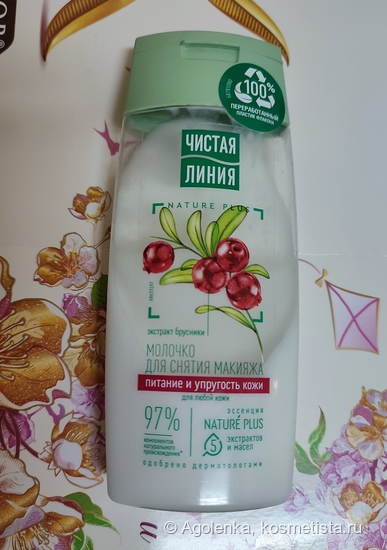 100%
ПЕРЕРАБОТАННЫЙ
ПЛАСТИК ФЛАКОНА
ЧИСТАЯ
ЛИНИЯ
NATURE PLUS
экстракт брусники
МОЛОЧКО
ДЛЯ СНЯТИЯ МАКИЯЖА
питание и упругость кожи
для любой кожи
97%
компонентов
натурального
происхождения
эссенция
NATURÉ PLUS
5 экстрактов
и масел
одобрено дерматологами
© Agolenka, kosmetista.ru